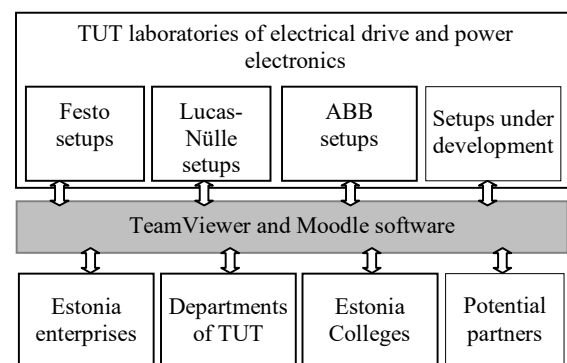 TUT laboratories of electrical drive and power
electronics
Festo
setups
Lucas-
Nülle
setups
ABB
setups
Setups under
development
TeamViewer and Moodle software
Estonia
enterprises
Departments
of TUT
Estonia
Colleges
Potential
partners